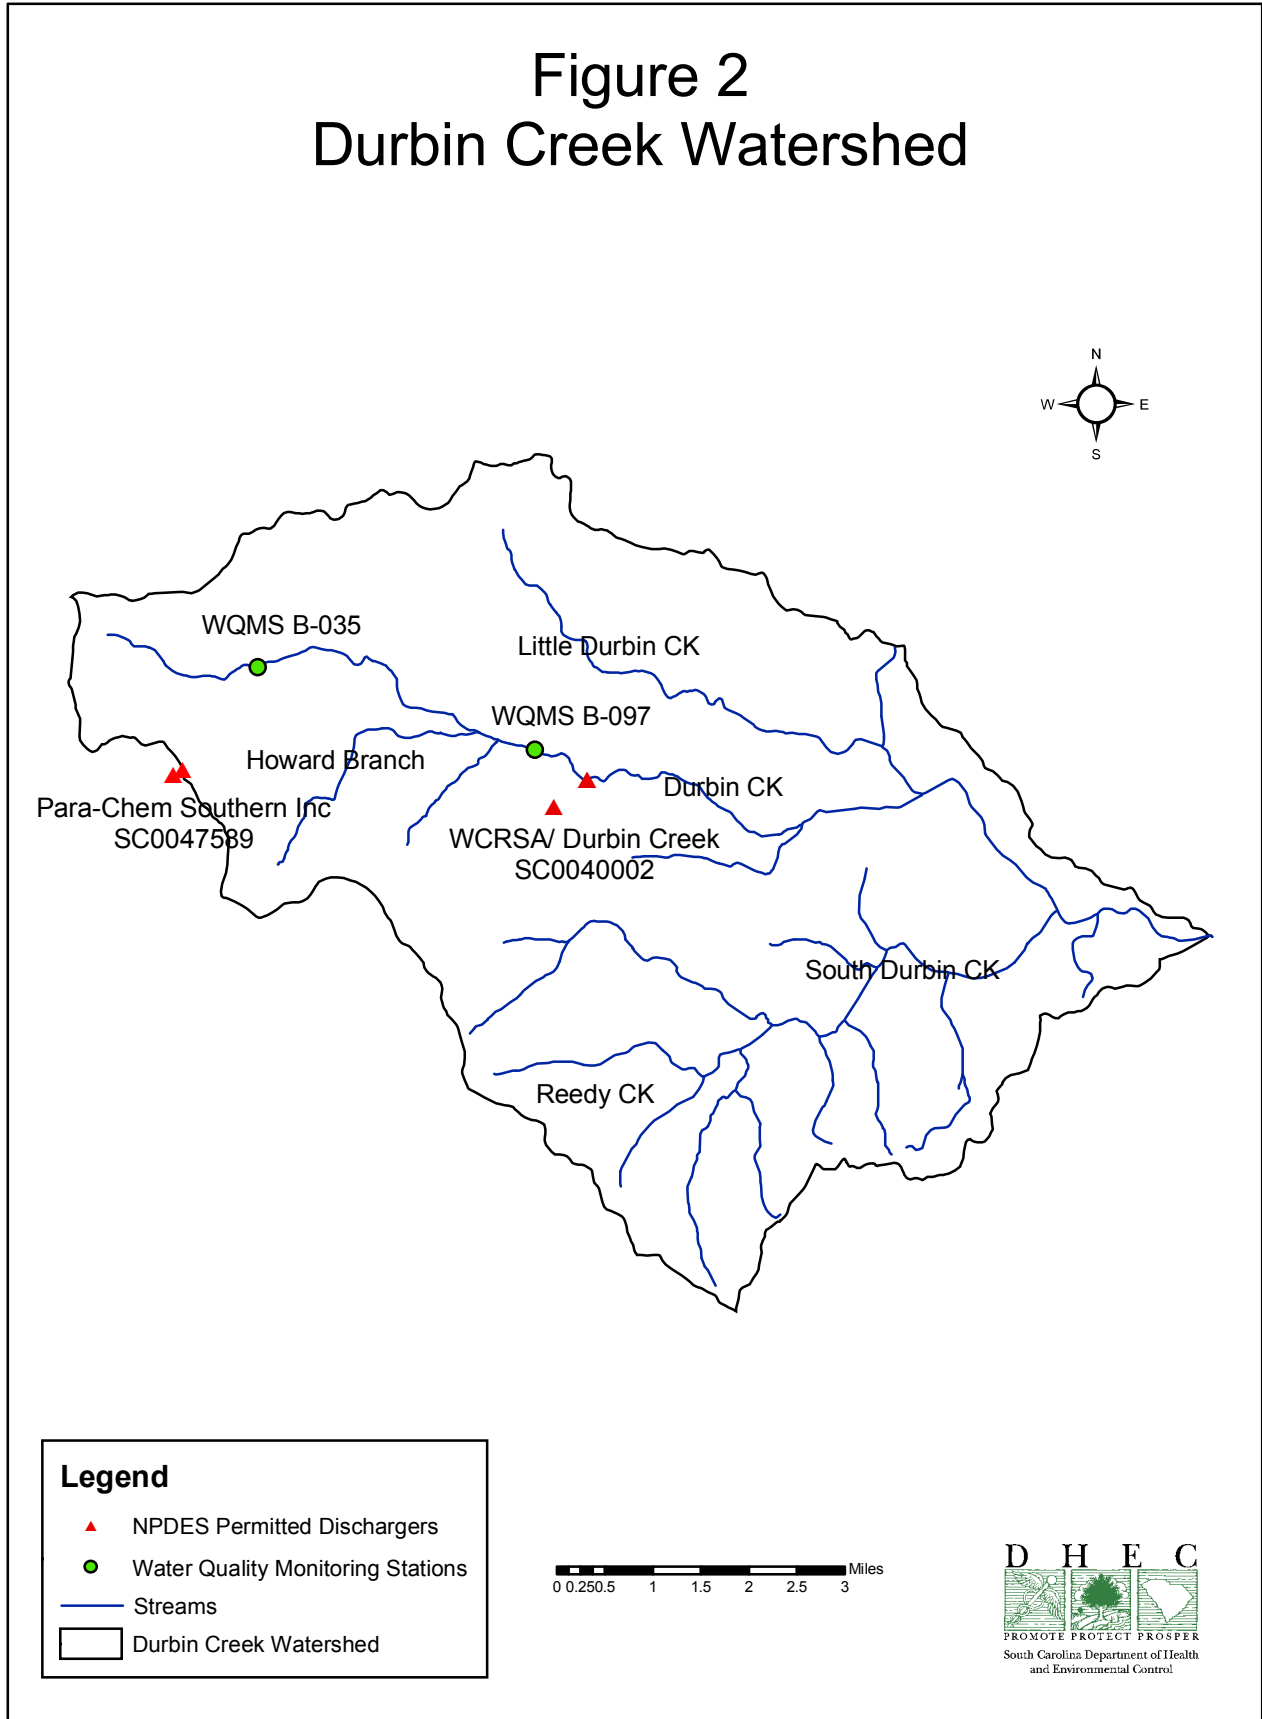 Figure 2
Durbin Creek Watershed
N
W
E
S
WQMS B-035
Little Durbin CK
WQMS B-097
Howard Branch
Durbin CK
Para-Chem Southern Inc
SC0047589
WCRSA/ Durbin Creek
SC0040002
South Durbin CK
Reedy CK
Legend
NPDES Permitted Dischargers
Water Quality Monitoring Stations
Streams
Durbin Creek Watershed
Miles
0 0.25 0.5 1 1.5 2 2.5 3
D H E C
PROMOTE PROTECT PROSPER
South Carolina Department of Health
and Environmental Control